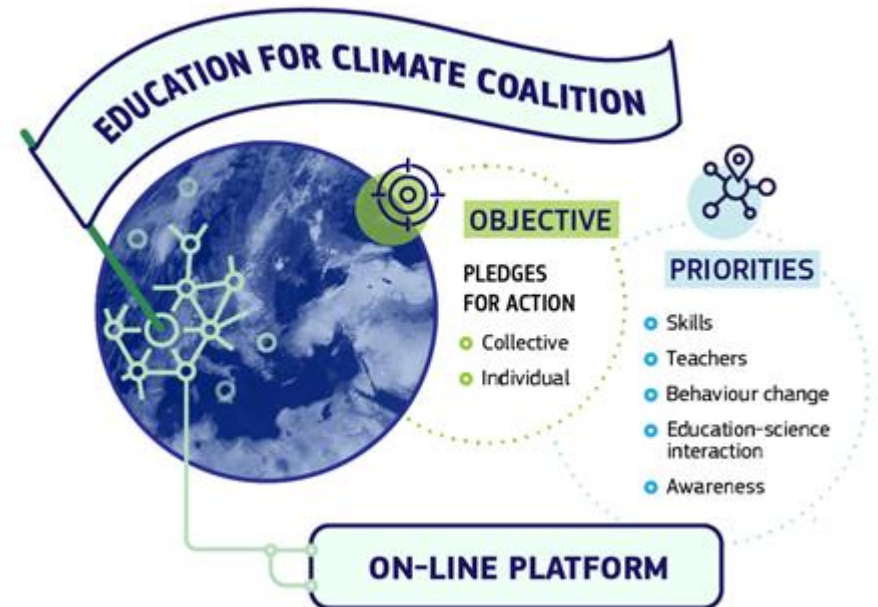 EDUCATION FOR CLIMATE COALITION
OBJECTIVE
PLEDGES
FOR ACTION
Collective
Individual
PRIORITIES
Skills
Teachers
Behaviour change
Education-science
interaction
Awareness
ON-LINE PLATFORM